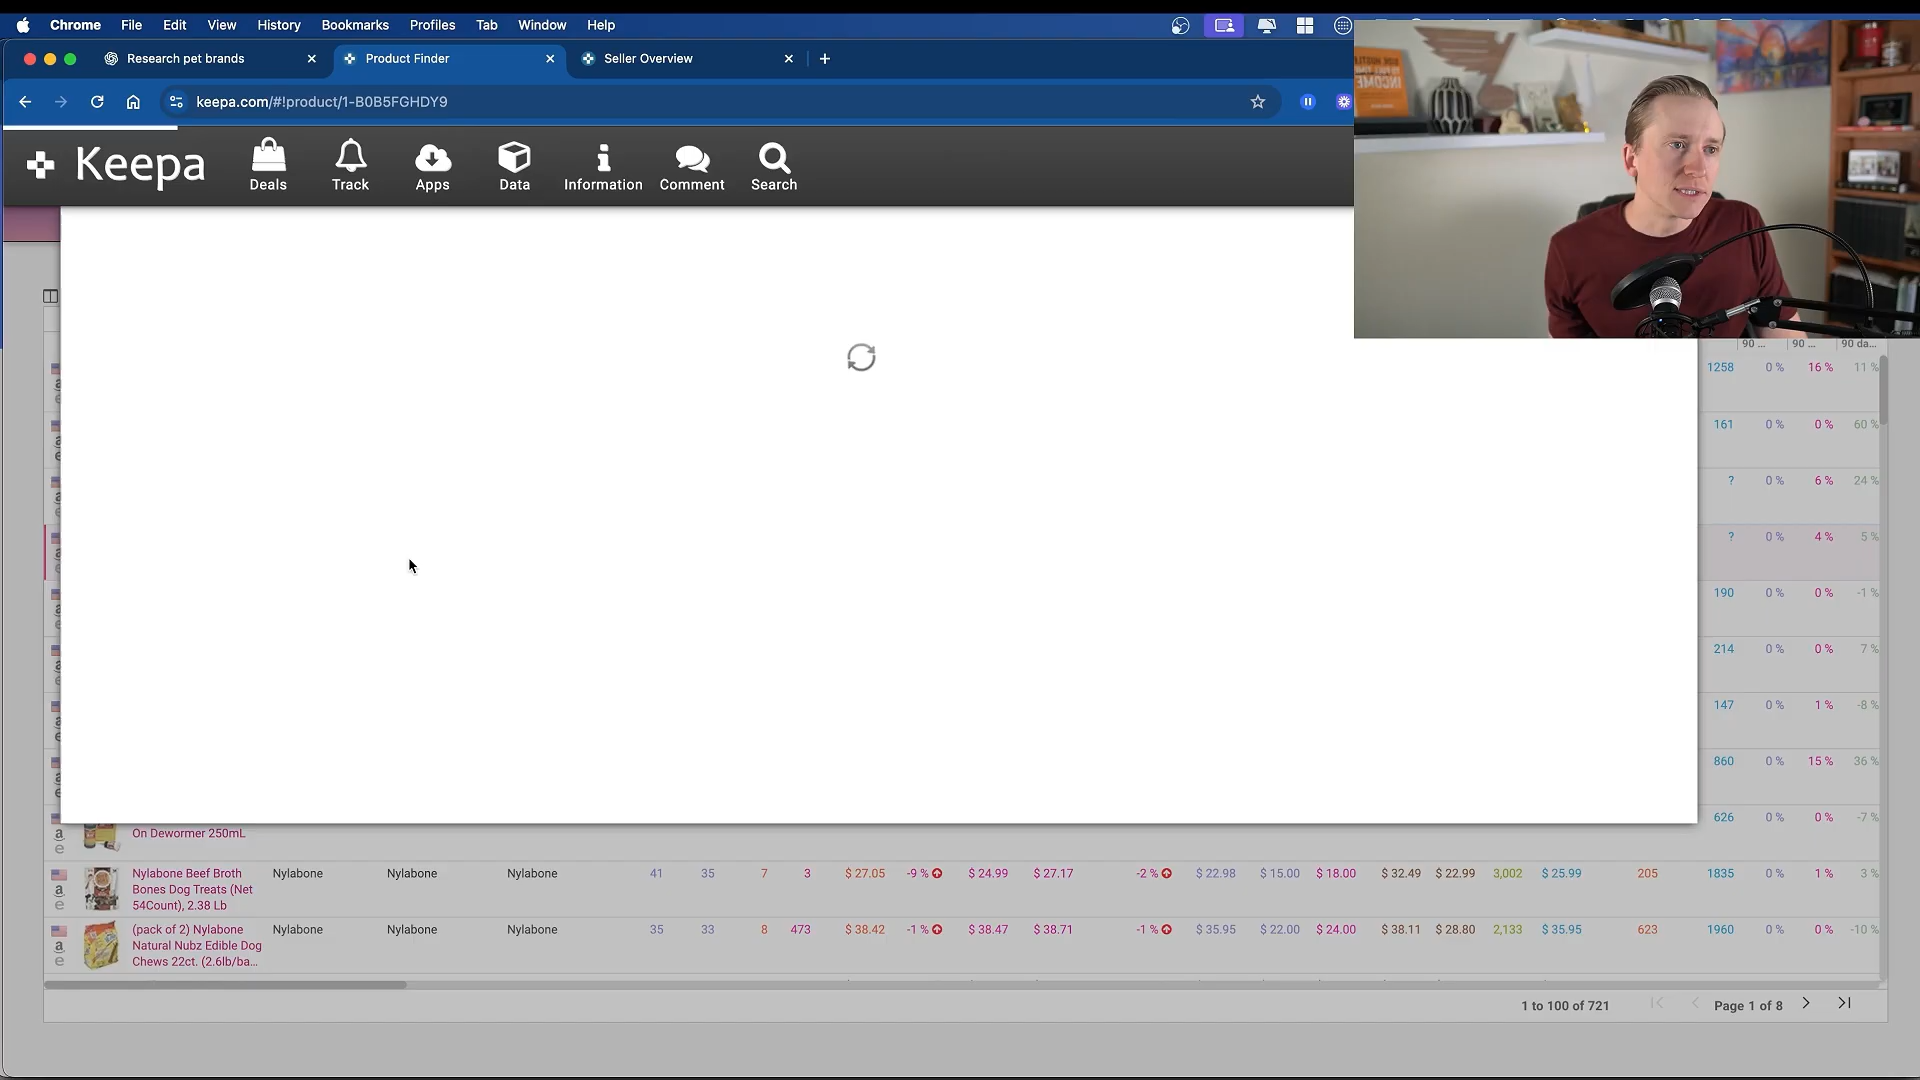 Chrome File Edit View History Bookmarks Profiles Tab Window Help
Research pet brands Product Finder Seller Overview
keepa.com/#!product/1-B0B5FGHDY9
Keepa Deals Track Apps Data Information Comment Search
INCOME
90 ... 90 ... 90 da...
1258 0 % 16 % 11 %
161 0 % 0 % 60 %
? 0 % 6 % 24 %
? 0 % 4 % 5 %
190 0 % 0 % -1 %
214 0 % 0 % 7 %
147 0 % 1 % -8 %
860 0 % 15 % 36 %
626 0 % 0 % -7 %
On Dewormer 250mL
Nylabone Beef Broth Nylabone Nylabone Nylabone 41 35 7 3 $ 27.05 -9 % $ 24.99 $ 27.17 -2 % $ 22.98 $ 15.00 $ 18.00 $ 32.49 $ 22.99 3,002 $ 25.99 205 1835 0 % 1 % 3 %
Bones Dog Treats (Net
54Count), 2.38 Lb
(pack of 2) Nylabone Nylabone Nylabone Nylabone 35 33 8 473 $ 38.42 -1 % $ 38.47 $ 38.71 -1 % $ 35.95 $ 22.00 $ 24.00 $ 38.11 $ 28.80 2,133 $ 35.95 623 1960 0 % 0 % -10 %
Natural Nubz Edible Dog
Chews 22ct. (2.6lb/ba...
1 to 100 of 721 Page 1 of 8